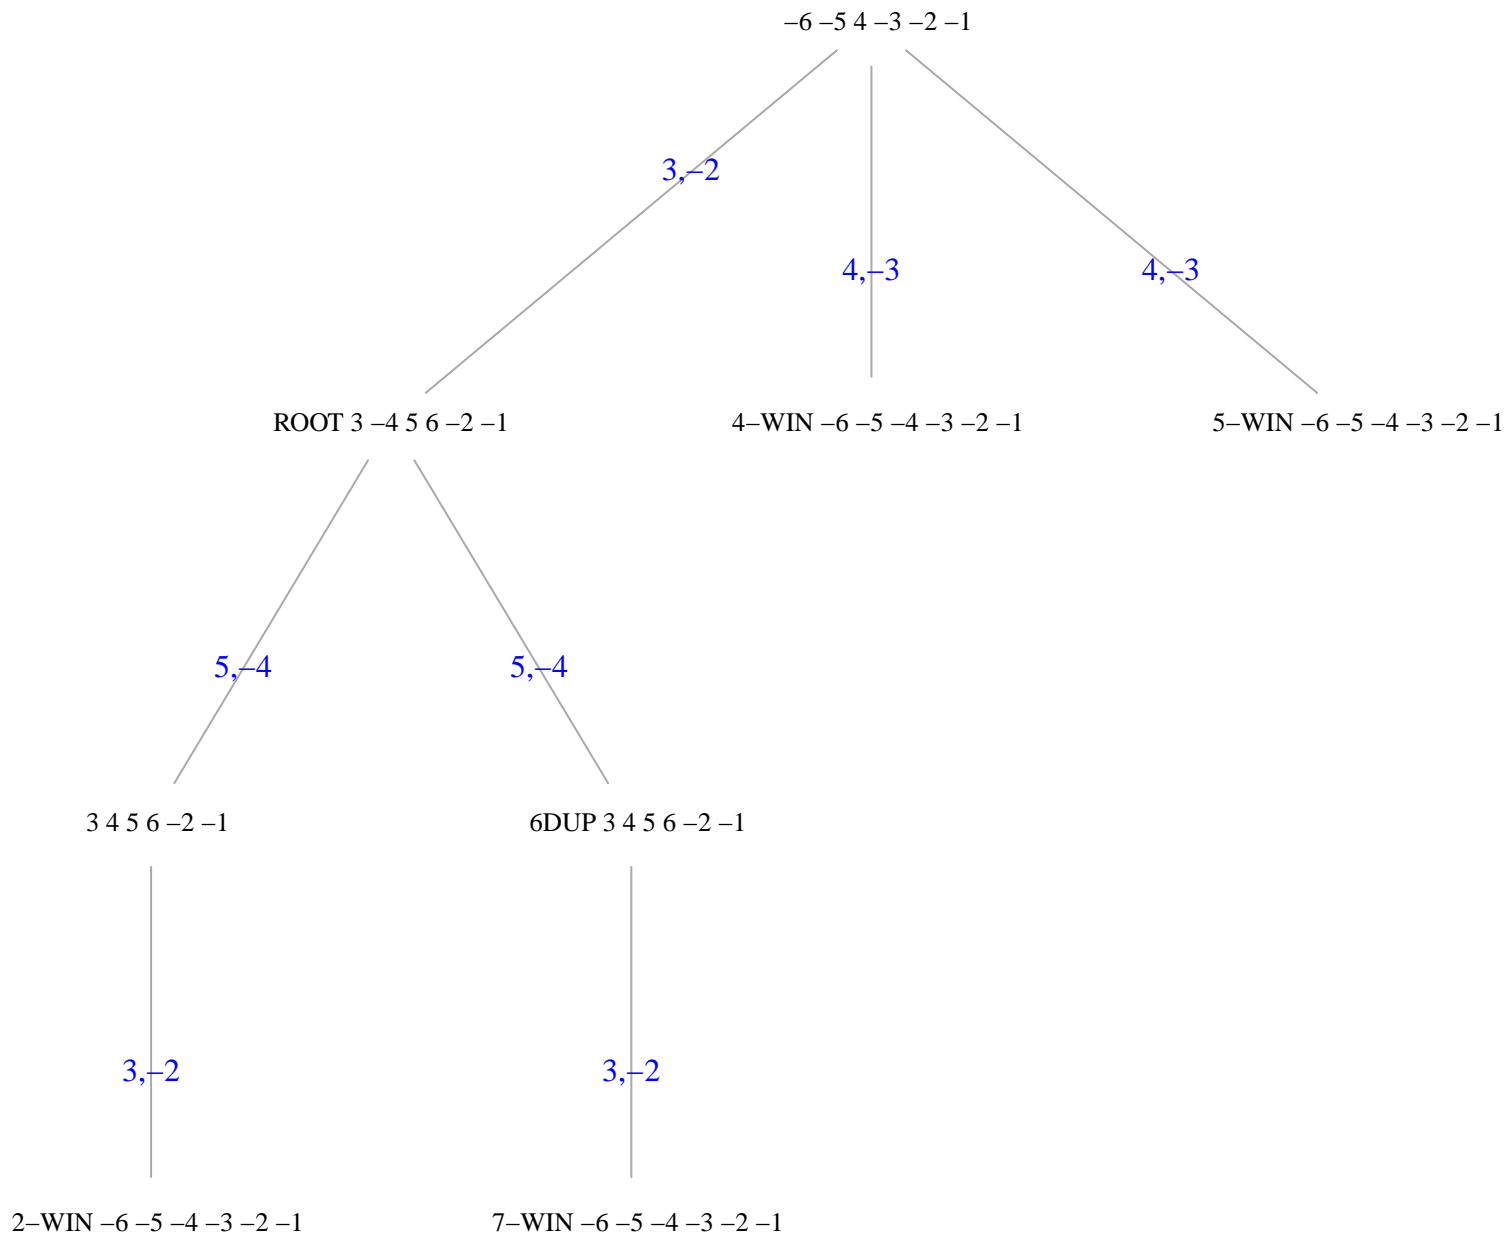 –6 –5 4 –3 –2 –1
3,–2
4,–3
4,–3
ROOT 3 –4 5 6 –2 –1
4–WIN –6 –5 –4 –3 –2 –1
5–WIN –6 –5 –4 –3 –2 –1
5,–4
5,–4
3 4 5 6 –2 –1
6DUP 3 4 5 6 –2 –1
3,–2
3,–2
2–WIN –6 –5 –4 –3 –2 –1
7–WIN –6 –5 –4 –3 –2 –1